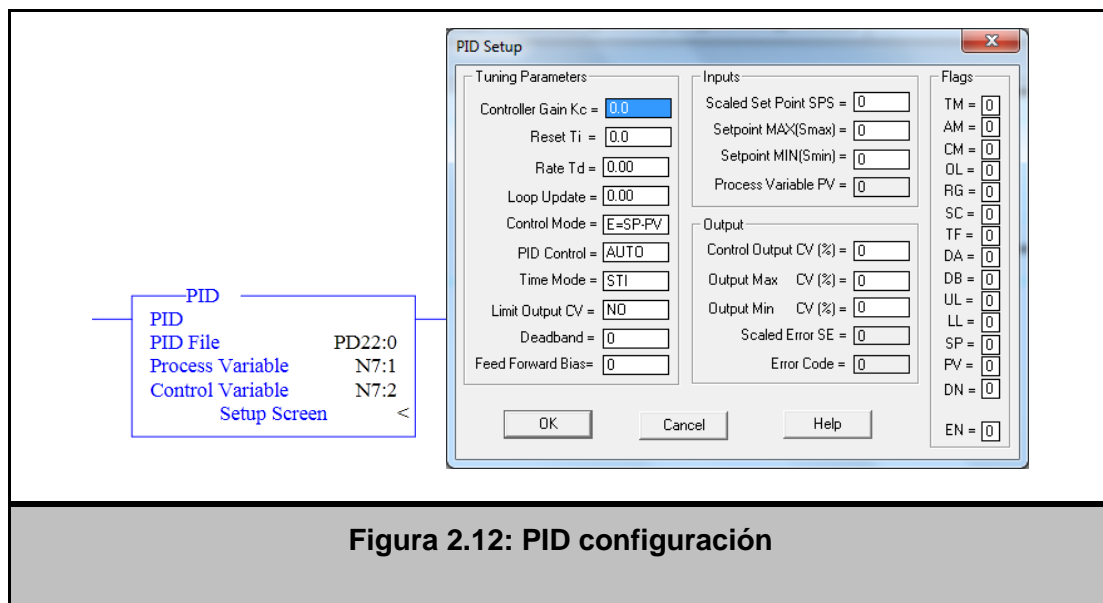 PID Setup
Tuning Parameters
Controller Gain Kc = 0.0
Reset Ti = 0.0
Rate Td = 0.00
Loop Update = 0.00
Control Mode = E=SP-PV
PID Control = AUTO
Time Mode = STI
Limit Output CV = NO
Deadband = 0
Feed Forward Bias= 0
Inputs
Scaled Set Point SPS = 0
Setpoint MAX(Smax) = 0
Setpoint MIN(Smin) = 0
Process Variable PV = 0
Output
Control Output CV (%) = 0
Output Max CV (%) = 0
Output Min CV (%) = 0
Scaled Error SE = 0
Error Code = 0
Flags
TM = 0
AM = 0
CM = 0
OL = 0
RG = 0
SC = 0
TF = 0
DA = 0
DB = 0
UL = 0
LL = 0
SP = 0
PV = 0
DN = 0
EN = 0
OK Cancel Help
PID
PID
PID File PD22:0
Process Variable N7:1
Control Variable N7:2
Setup Screen <
Figura 2.12: PID configuración